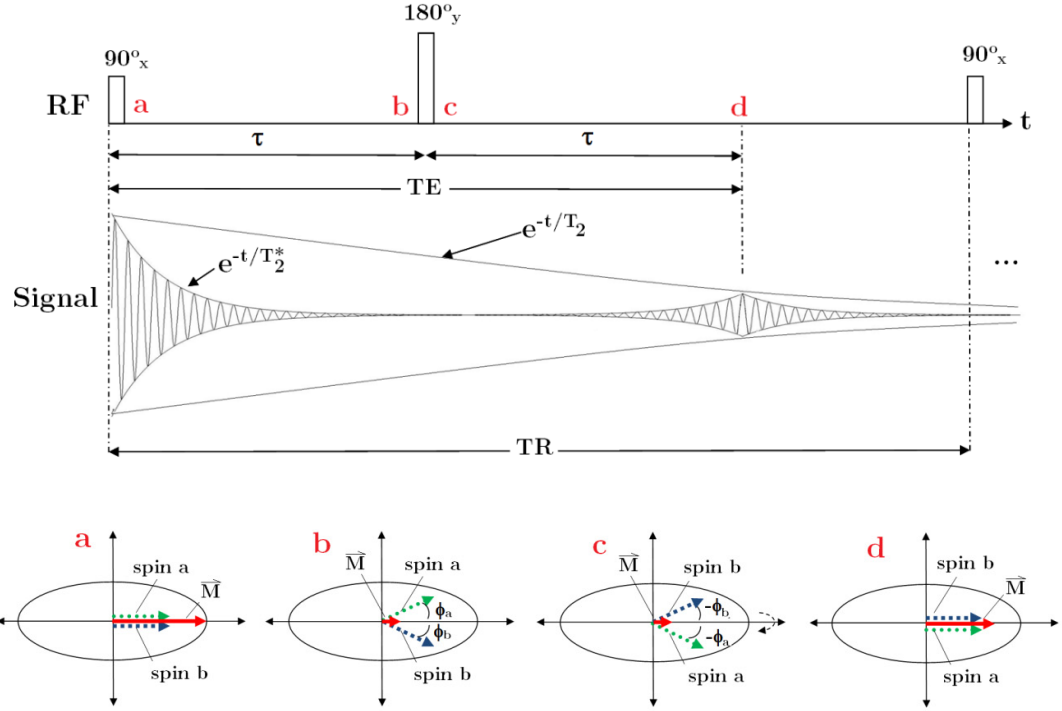 180°y
90°x
90°x
RF a b c d t
τ τ
TE
e^-t/T2
e^-t/T2*
...
Signal
TR
a b c d
spin a
M
M
spin a
ϕa
ϕb
M
spin b
-ϕb
-ϕa
spin b
M
spin b
spin b
spin a
spin a